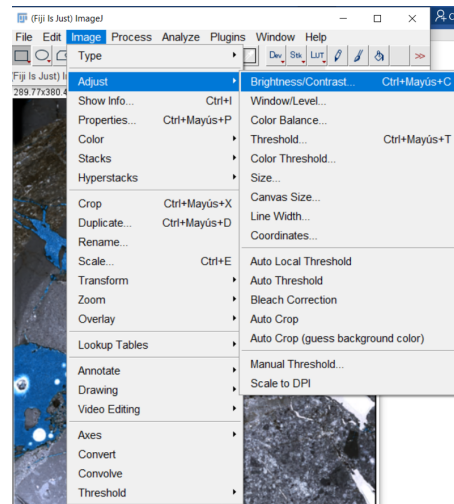 (Fiji Is Just) ImageJ
File Edit Image Process Analyze Plugins Window Help
Dev Stk LUT >>
(Fiji Is Just) I
289.77x380.4
Type
Adjust
Show Info... Ctrl+I
Properties... Ctrl+Mayús+P
Color
Stacks
Hyperstacks
Crop Ctrl+Mayús+X
Duplicate... Ctrl+Mayús+D
Rename...
Scale... Ctrl+E
Transform
Zoom
Overlay
Lookup Tables
Annotate
Drawing
Video Editing
Axes
Convert
Convolve
Threshold
Brightness/Contrast... Ctrl+Mayús+C
Window/Level...
Color Balance...
Threshold... Ctrl+Mayús+T
Color Threshold...
Size...
Canvas Size...
Line Width...
Coordinates...
Auto Local Threshold
Auto Threshold
Bleach Correction
Auto Crop
Auto Crop (guess background color)
Manual Threshold...
Scale to DPI